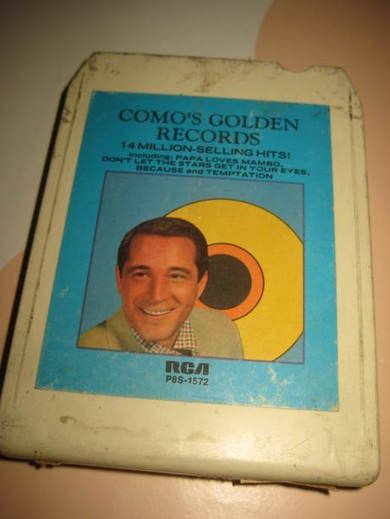 COMO'S GOLDEN
RECORDS
14 MILLION-SELLING HITS!
including: PAPA LOVES MAMBO,
DON'T LET THE STARS GET IN YOUR EYES,
BECAUSE and TEMPTATION
RCA
P8S-1572